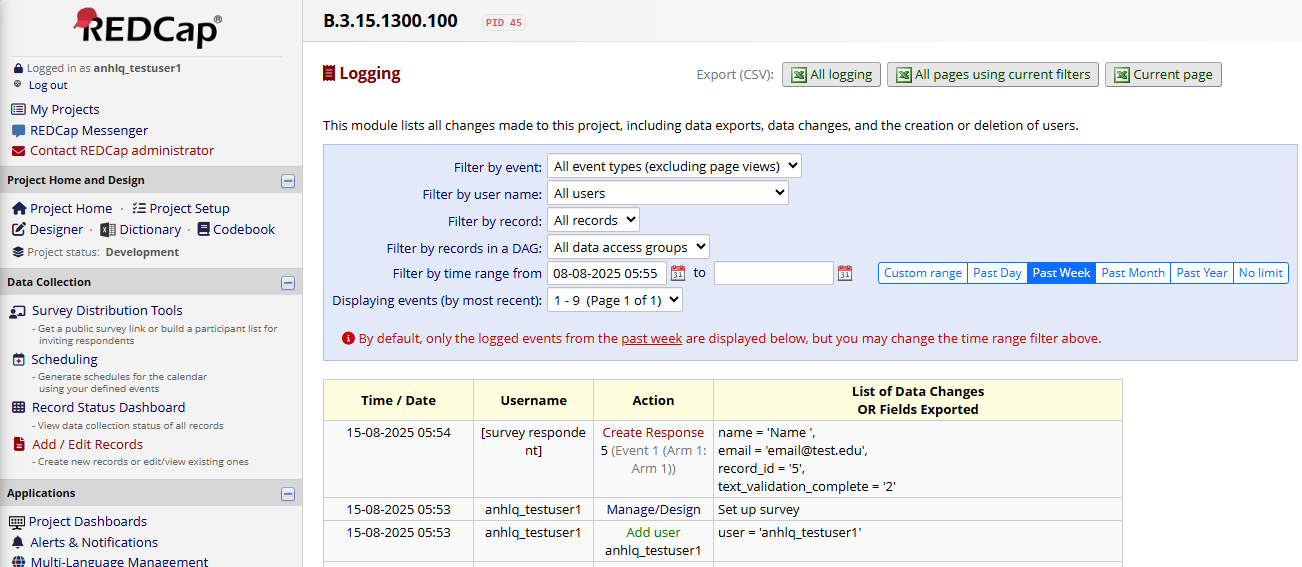 REDCap®
Logged in as anhlq_testuser1
Log out
My Projects
REDCap Messenger
Contact REDCap administrator
Project Home and Design
Project Home · Project Setup
Designer · Dictionary · Codebook
Project status: Development
Data Collection
Survey Distribution Tools
- Get a public survey link or build a participant list for
inviting respondents
Scheduling
- Generate schedules for the calendar
using your defined events
Record Status Dashboard
- View data collection status of all records
Add / Edit Records
- Create new records or edit/view existing ones
Applications
Project Dashboards
Alerts & Notifications
Multi-Language Management
B.3.15.1300.100 PID 45
Logging
Export (CSV): All logging All pages using current filters Current page
This module lists all changes made to this project, including data exports, data changes, and the creation or deletion of users.
Filter by event: All event types (excluding page views)
Filter by user name: All users
Filter by record: All records
Filter by records in a DAG: All data access groups
Filter by time range from 08-08-2025 05:55 31 to 31 Custom range Past Day Past Week Past Month Past Year No limit
Displaying events (by most recent): 1 - 9 (Page 1 of 1)
By default, only the logged events from the past week are displayed below, but you may change the time range filter above.
Time / Date Username Action List of Data Changes
OR Fields Exported
15-08-2025 05:54 [survey responde
nt] Create Response
5 (Event 1 (Arm 1:
Arm 1)) name = 'Name ',
email = 'email@test.edu',
record_id = '5',
text_validation_complete = '2'
15-08-2025 05:53 anhlq_testuser1 Manage/Design Set up survey
15-08-2025 05:53 anhlq_testuser1 Add user
anhlq_testuser1 user = 'anhlq_testuser1'